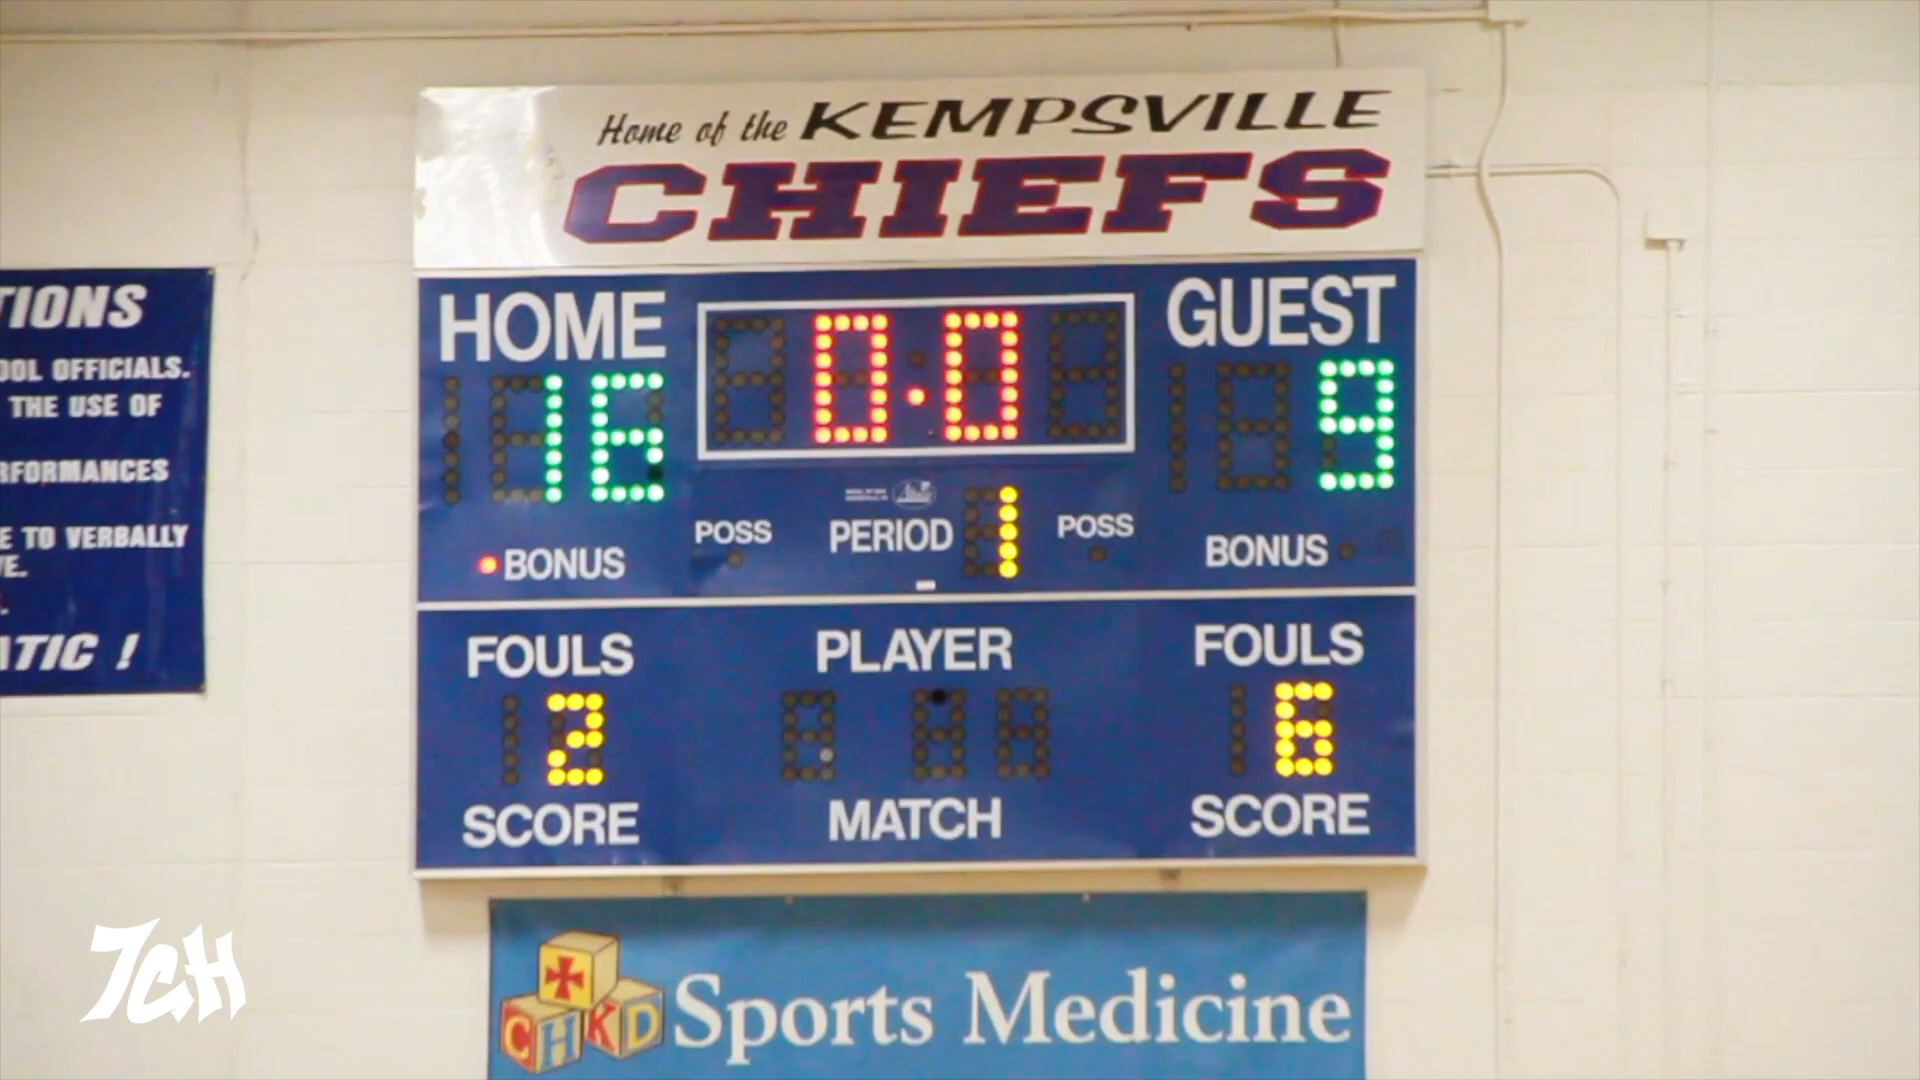 Home of the KEMPSVILLE
CHIEFS
TIONS
OOL OFFICIALS.
THE USE OF
RFORMANCES
E TO VERBALLY
VE.
ATIC !
HOME
0.0
GUEST
16
9
BONUS
POSS
PERIOD 1
POSS
BONUS
FOULS
PLAYER
FOULS
2
6
SCORE
MATCH
SCORE
CHKD Sports Medicine
7CH